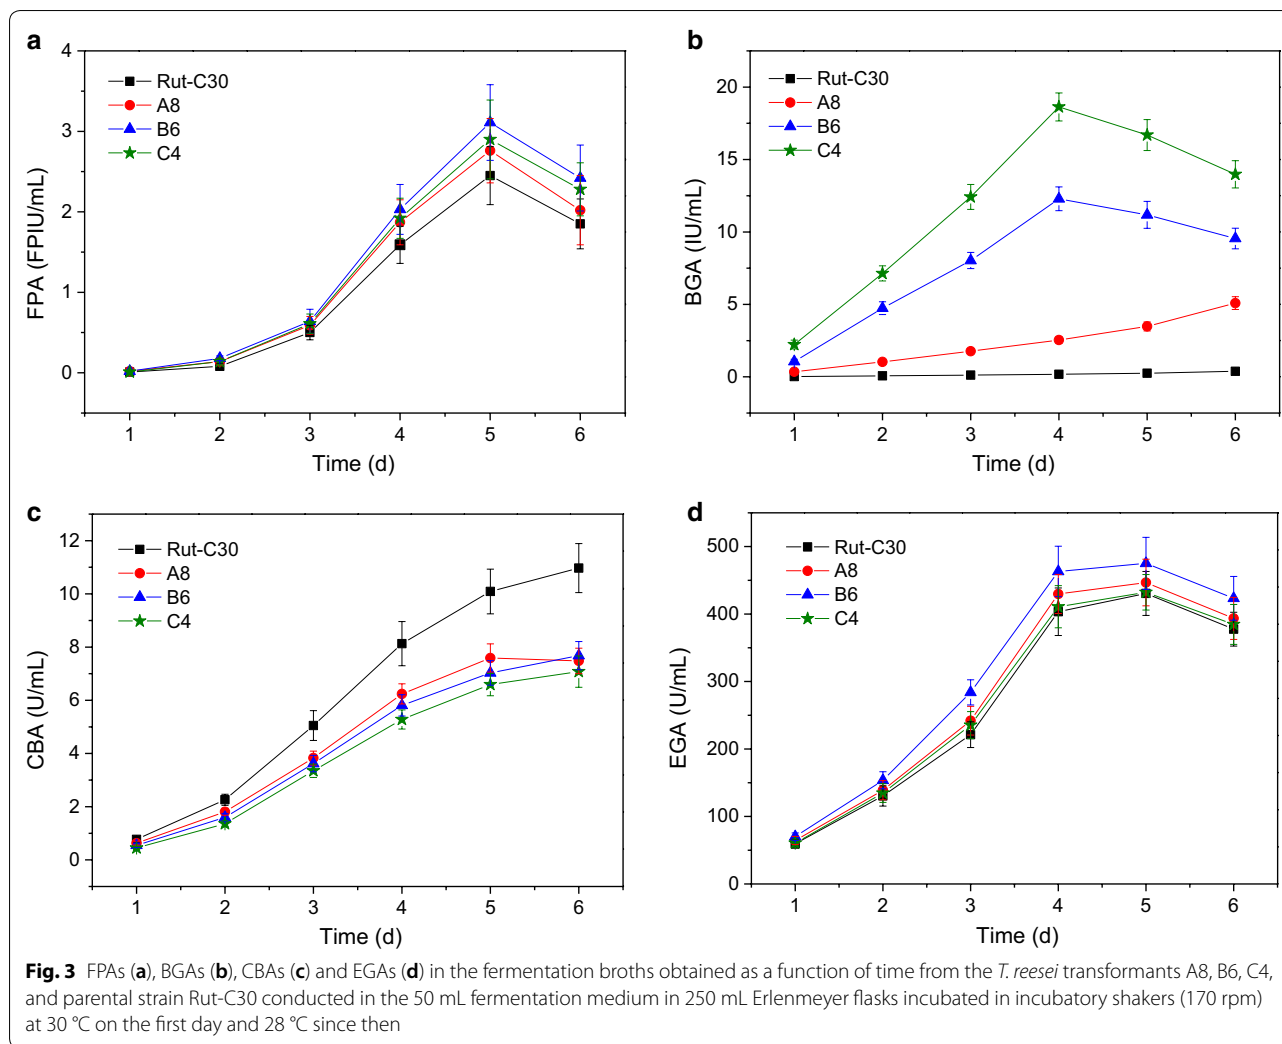 a
4
3
2
1
0
FPA (FPIU/mL)
Rut-C30
A8
B6
C4
1 2 3 4 5 6
Time (d)
b
20
15
10
5
0
BGA (IU/mL)
Rut-C30
A8
B6
C4
1 2 3 4 5 6
Time (d)
c
12
10
8
6
4
2
0
CBA (U/mL)
Rut-C30
A8
B6
C4
1 2 3 4 5 6
Time (d)
d
500
400
300
200
100
0
EGA (U/mL)
Rut-C30
A8
B6
C4
1 2 3 4 5 6
Time (d)
Fig. 3 FPAs (a), BGAs (b), CBAs (c) and EGAs (d) in the fermentation broths obtained as a function of time from the T. reesei transformants A8, B6, C4,
and parental strain Rut-C30 conducted in the 50 mL fermentation medium in 250 mL Erlenmeyer flasks incubated in incubatory shakers (170 rpm)
at 30 °C on the first day and 28 °C since then